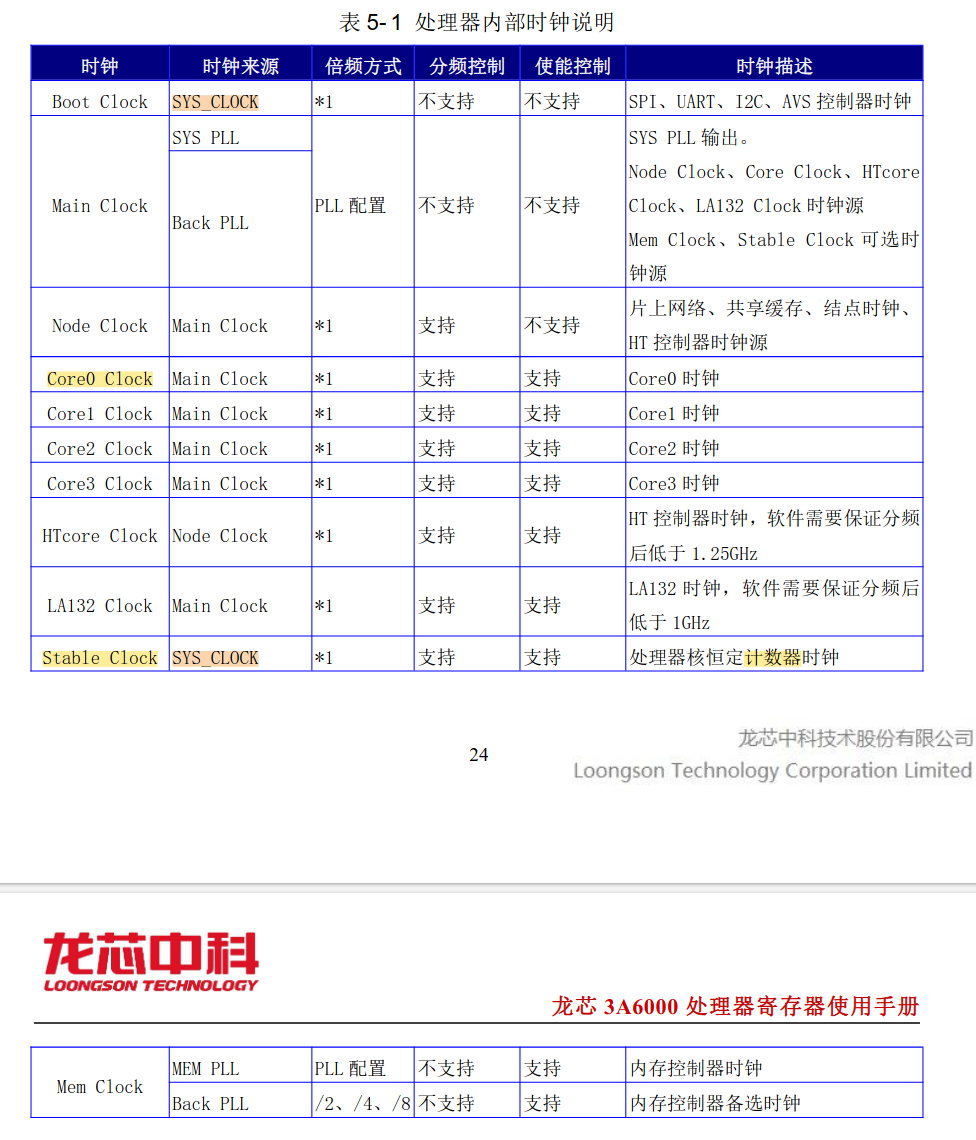 表 5- 1 处理器内部时钟说明
时钟 时钟来源 倍频方式 分频控制 使能控制 时钟描述
Boot Clock SYS_CLOCK *1 不支持 不支持 SPI、UART、I2C、AVS 控制器时钟
Main Clock SYS PLL Back PLL PLL 配置 不支持 不支持 SYS PLL 输出。
Node Clock、Core Clock、HTcore
Clock、LA132 Clock 时钟源
Mem Clock、Stable Clock 可选时
钟源
Node Clock Main Clock *1 支持 不支持 片上网络、共享缓存、结点时钟、
HT 控制器时钟源
Core0 Clock Main Clock *1 支持 支持 Core0 时钟
Core1 Clock Main Clock *1 支持 支持 Core1 时钟
Core2 Clock Main Clock *1 支持 支持 Core2 时钟
Core3 Clock Main Clock *1 支持 支持 Core3 时钟
HTcore Clock Node Clock *1 支持 支持 HT 控制器时钟，软件需要保证分频
后低于 1.25GHz
LA132 Clock Main Clock *1 支持 支持 LA132 时钟，软件需要保证分频后
低于 1GHz
Stable Clock SYS_CLOCK *1 支持 支持 处理器核恒定计数器时钟
24
龙芯中科技术股份有限公司
Loongson Technology Corporation Limited
龙芯中科
LOONGSON TECHNOLOGY
龙芯 3A6000 处理器寄存器使用手册
Mem Clock MEM PLL PLL 配置 不支持 支持 内存控制器时钟
Back PLL /2、/4、/8 不支持 支持 内存控制器备选时钟